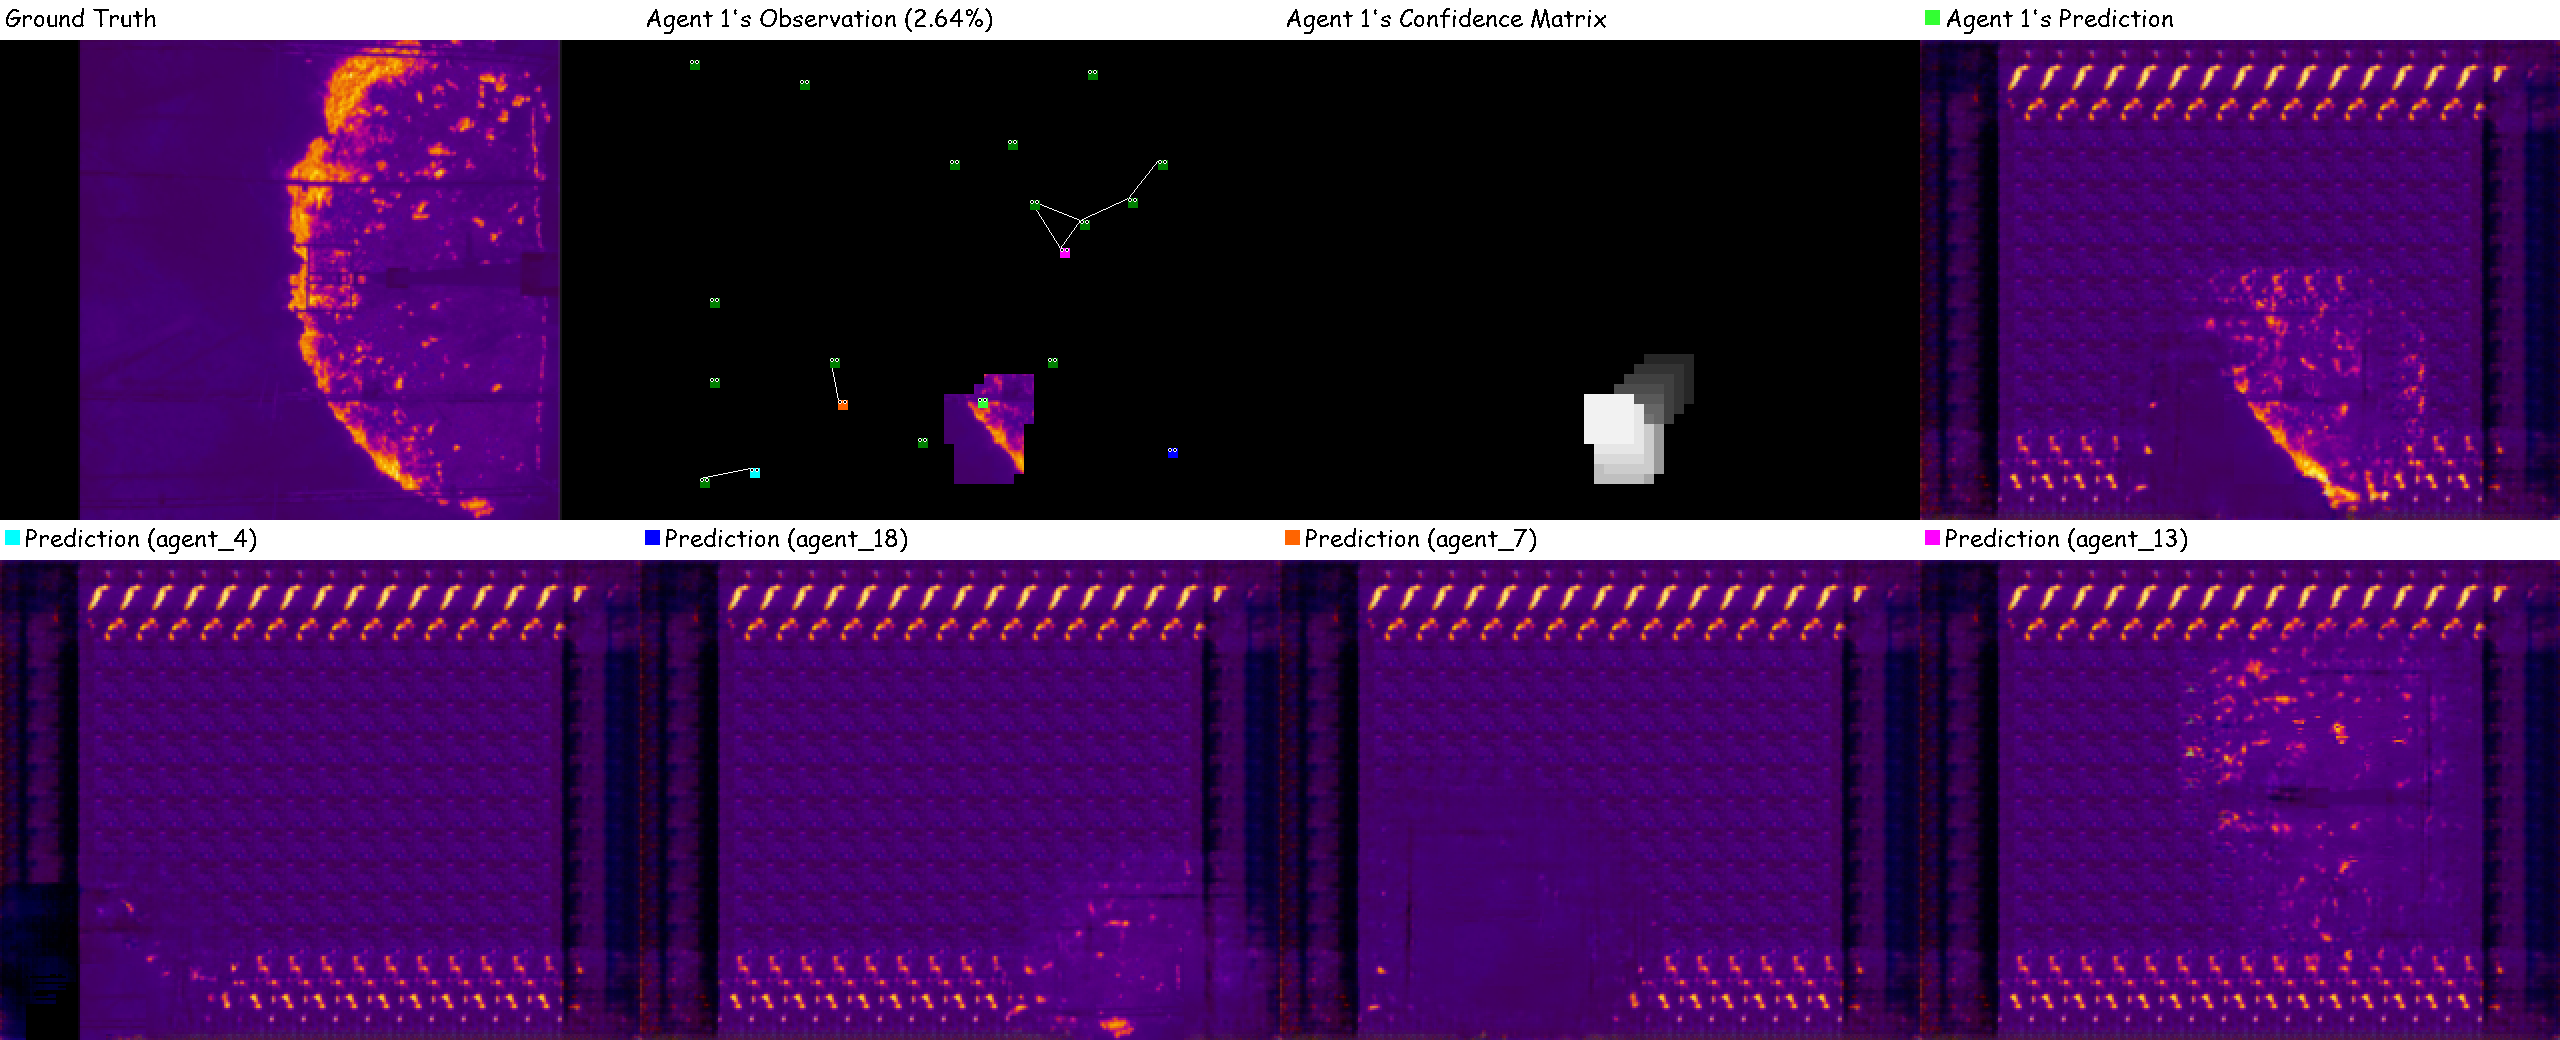 Ground Truth
Agent 1's Observation (2.64%)
Agent 1's Confidence Matrix
Agent 1's Prediction
Prediction (agent_4)
Prediction (agent_18)
Prediction (agent_7)
Prediction (agent_13)